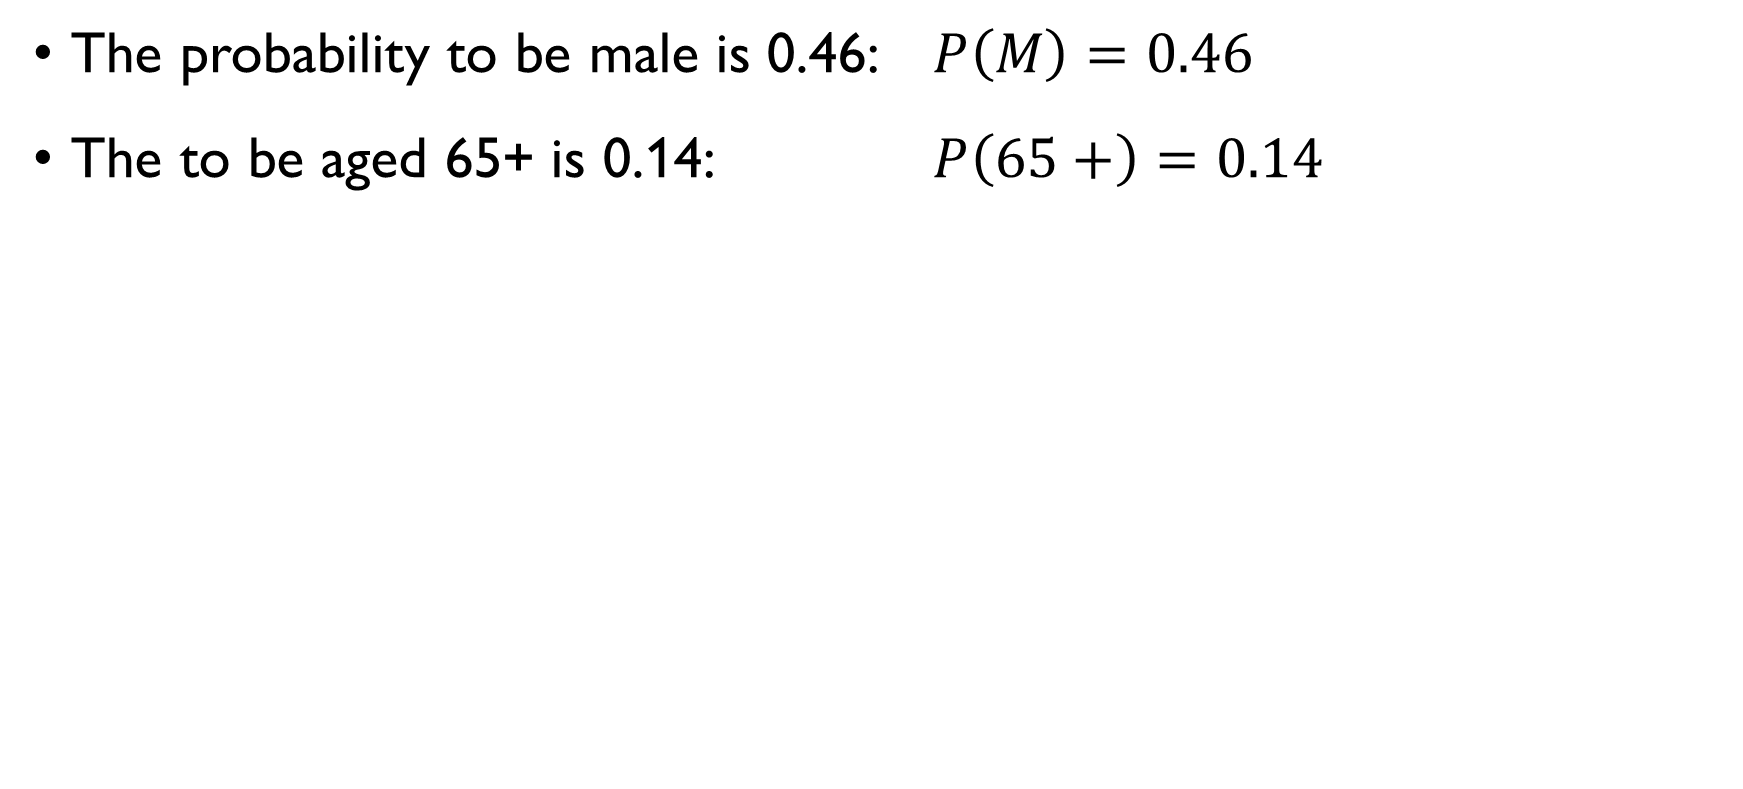 • The probability to be male is 0.46: P(M) = 0.46
• The to be aged 65+ is 0.14: P(65 +) = 0.14